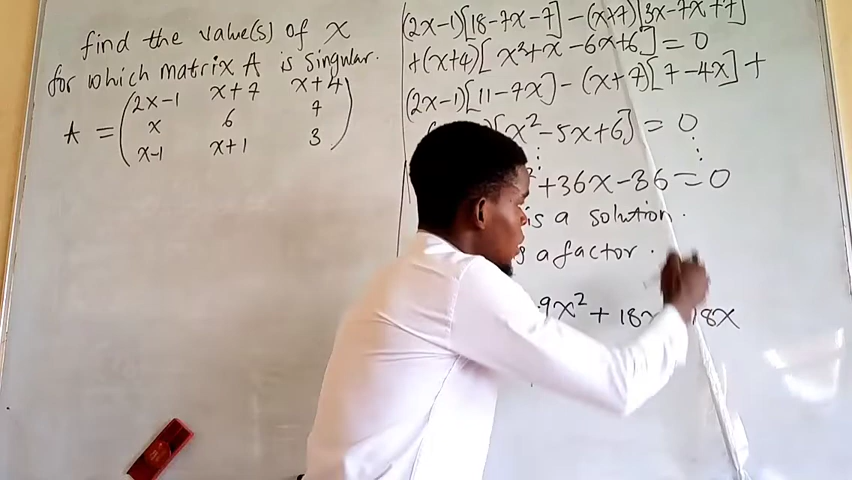 find the value(s) of x
for which matrix A is singular.
A = (2x-1 x+7 x+4
x 6 7
x-1 x+1 3)
(2x-1)[18-7x-7] - (x+7)[3x-7x+7]
+(x+4)[x²+x-6x+6] = 0
(2x-1)[11-7x] - (x+7)[7-4x] +
[x²-5x+6] = 0
+36x-36=0
is a solution.
a factor.
9x² + 18x 18x